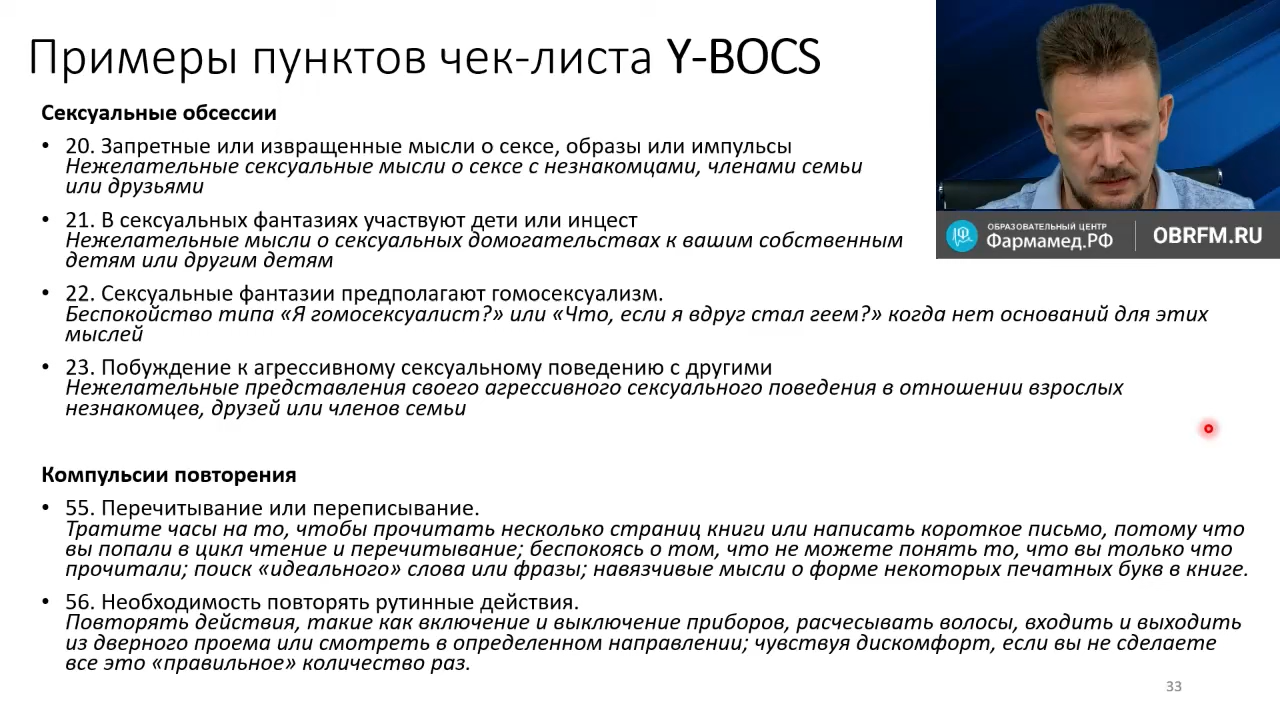 Примеры пунктов чек-листа Y-BOCS
Сексуальные обсессии
• 20. Запретные или извращенные мысли о сексе, образы или импульсы
Нежелательные сексуальные мысли о сексе с незнакомцами, членами семьи
или друзьями
• 21. В сексуальных фантазиях участвуют дети или инцест
Нежелательные мысли о сексуальных домогательствах к вашим собственным
детям или другим детям
• 22. Сексуальные фантазии предполагают гомосексуализм.
Беспокойство типа «Я гомосексуалист?» или «Что, если я вдруг стал геем?» когда нет оснований для этих
мыслей
• 23. Побуждение к агрессивному сексуальному поведению с другими
Нежелательные представления своего агрессивного сексуального поведения в отношении взрослых
незнакомцев, друзей или членов семьи
Компульсии повторения
• 55. Перечитывание или переписывание.
Тратите часы на то, чтобы прочитать несколько страниц книги или написать короткое письмо, потому что
вы попали в цикл чтение и перечитывание; беспокоясь о том, что не можете понять то, что вы только что
прочитали; поиск «идеального» слова или фразы; навязчивые мысли о форме некоторых печатных букв в книге.
• 56. Необходимость повторять рутинные действия.
Повторять действия, такие как включение и выключение приборов, расчесывать волосы, входить и выходить
из дверного проема или смотреть в определенном направлении; чувствуя дискомфорт, если вы не сделаете
все это «правильное» количество раз.
33
ОБРАЗОВАТЕЛЬНЫЙ ЦЕНТР
Фармамед.РФ
OBRFM.RU